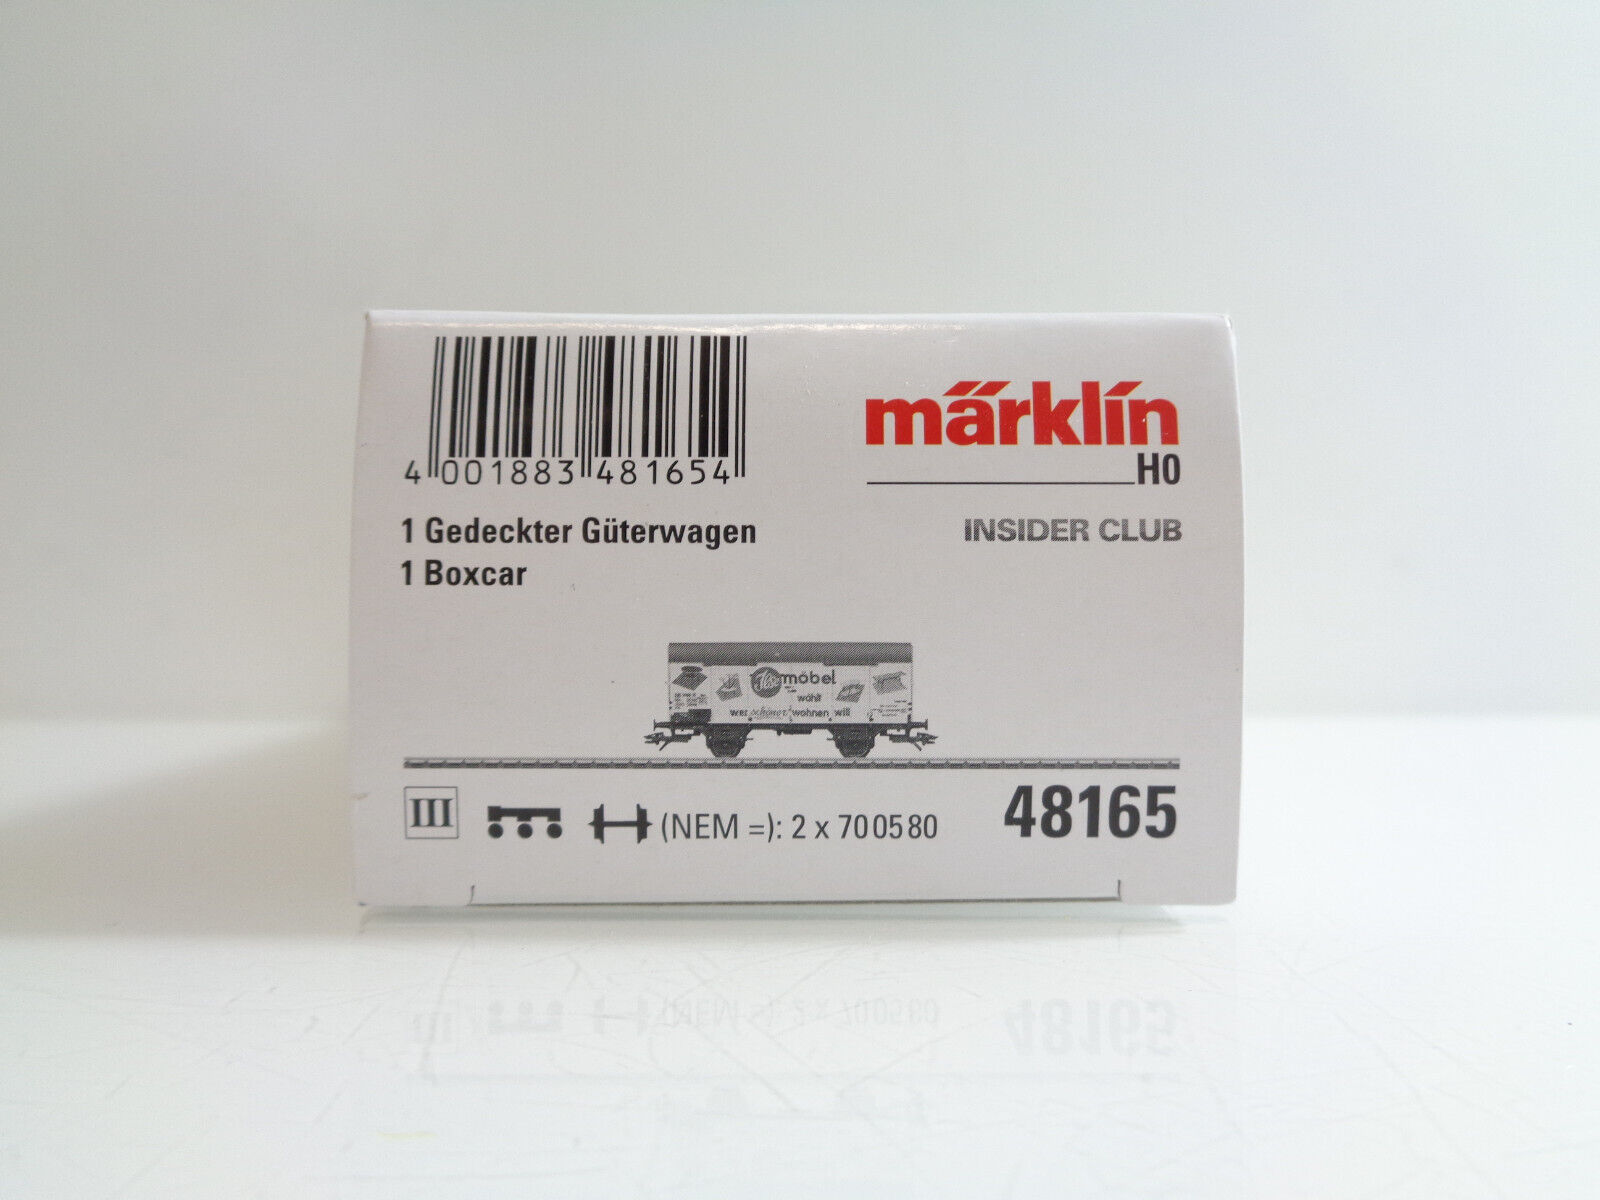 4 001883 481654
märklin
H0
1 Gedeckter Güterwagen
INSIDER CLUB
1 Boxcar
möbel
wählt
wer schöner wohnen will
III
(NEM =): 2 x 700580
48165